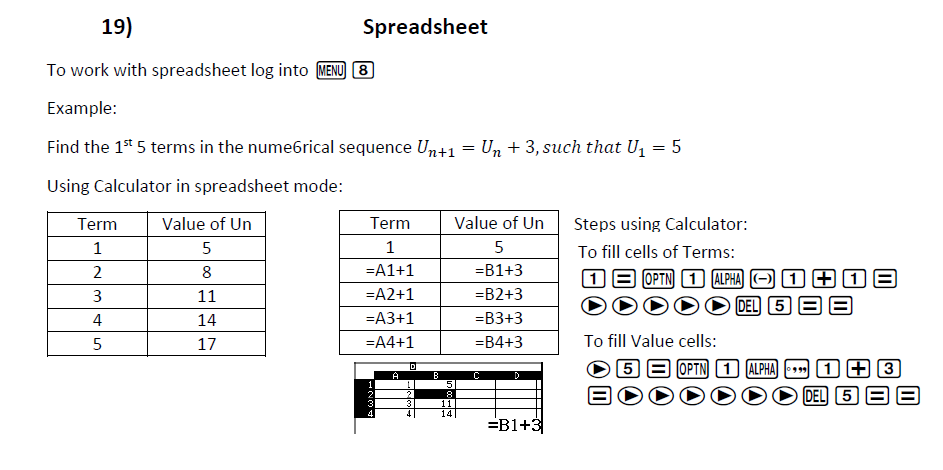 19) Spreadsheet
To work with spreadsheet log into MENU 8
Example:
Find the 1st 5 terms in the nume6rical sequence Uₙ₊₁ = Uₙ + 3, such that U₁ = 5
Using Calculator in spreadsheet mode:
Term Value of Un
1 5
2 8
3 11
4 14
5 17
Term Value of Un
1 5
=A1+1 =B1+3
=A2+1 =B2+3
=A3+1 =B3+3
=A4+1 =B4+3
D
A B C D
1 1 5
2 2 8
3 3 11
4 4 14
=B1+3
Steps using Calculator:
To fill cells of Terms:
1 = OPTN 1 ALPHA (−) 1 + 1 =
▶ ▶ ▶ ▶ ▶ DEL 5 = =
To fill Value cells:
▶ 5 = OPTN 1 ALPHA °’’’ 1 + 3
= ▶ ▶ ▶ ▶ ▶ ▶ DEL 5 = =